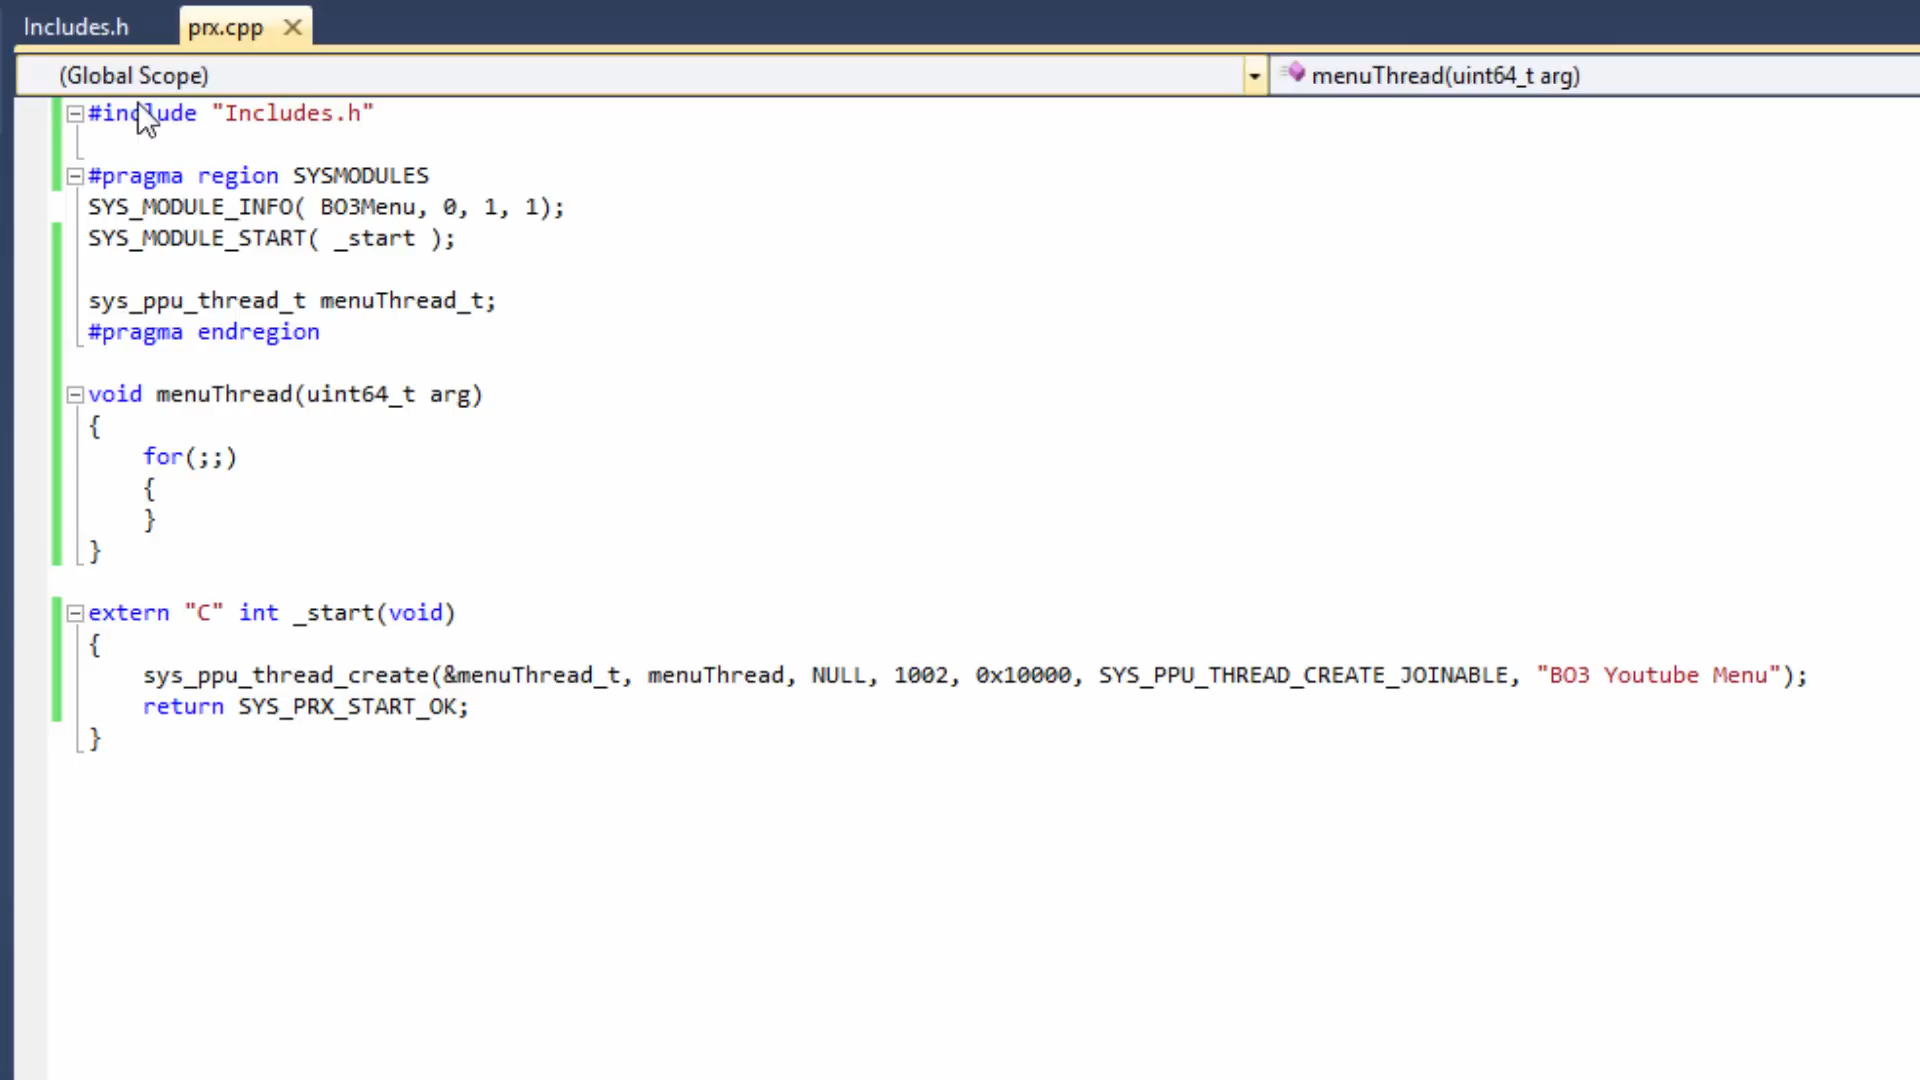 Includes.h
prx.cpp
(Global Scope)
menuThread(uint64_t arg)
#include "Includes.h"
#pragma region SYSMODULES
SYS_MODULE_INFO( BO3Menu, 0, 1, 1);
SYS_MODULE_START( _start );
sys_ppu_thread_t menuThread_t;
#pragma endregion
void menuThread(uint64_t arg)
{
for(;;)
{
}
}
extern "C" int _start(void)
{
sys_ppu_thread_create(&menuThread_t, menuThread, NULL, 1002, 0x10000, SYS_PPU_THREAD_CREATE_JOINABLE, "BO3 Youtube Menu");
return SYS_PRX_START_OK;
}